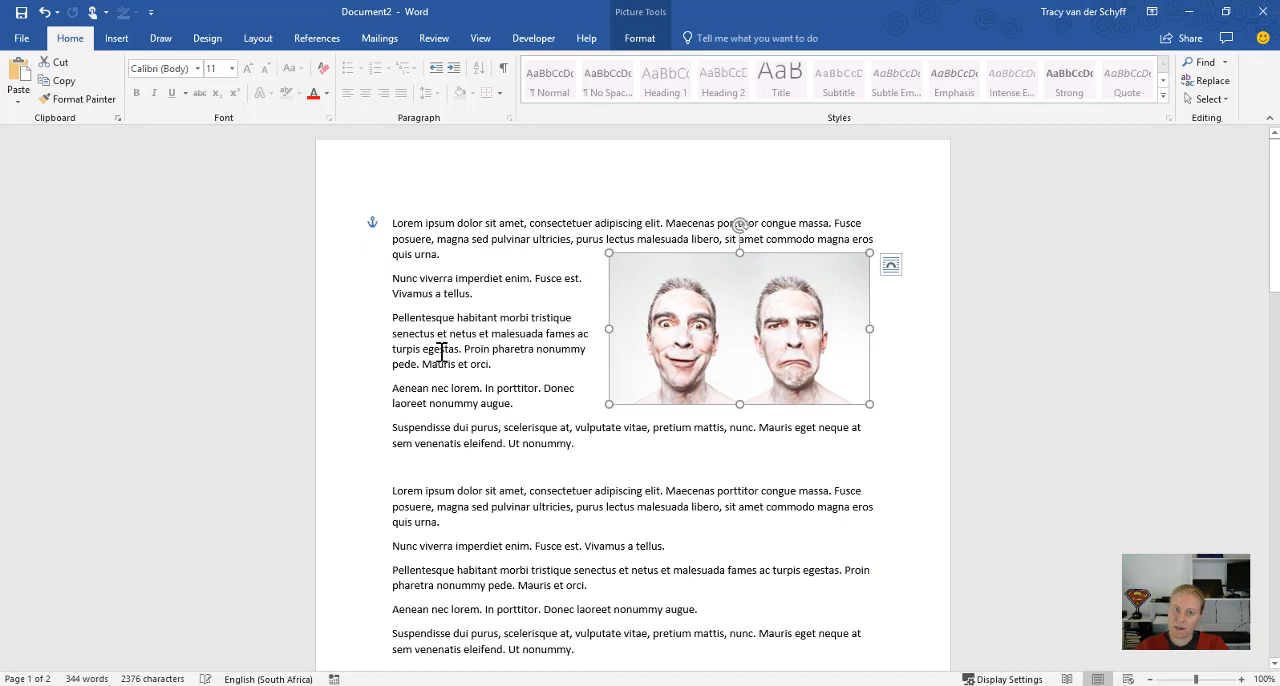 Document2 - Word
Picture Tools
Tracy van der Schyff
File Home Insert Draw Design Layout References Mailings Review View Developer Help Format Tell me what you want to do Share
Paste
Cut
Copy
Format Painter
Clipboard
Calibri (Body) 11
Font
Paragraph
AaBbCcDc AaBbCcDc AaBbCc AaBbCcC AaB AaBbCcD AaBbCcDc AaBbCcDc AaBbCcDc AaBbCcDc AaBbCcDc
¶ Normal ¶ No Spac... Heading 1 Heading 2 Title Subtitle Subtle Em... Emphasis Intense E... Strong Quote
Styles
Find
Replace
Select
Editing
Lorem ipsum dolor sit amet, consectetuer adipiscing elit. Maecenas porttitor congue massa. Fusce
posuere, magna sed pulvinar ultricies, purus lectus malesuada libero, sit amet commodo magna eros
quis urna.
Nunc viverra imperdiet enim. Fusce est.
Vivamus a tellus.
Pellentesque habitant morbi tristique
senectus et netus et malesuada fames ac
turpis egestas. Proin pharetra nonummy
pede. Mauris et orci.
Aenean nec lorem. In porttitor. Donec
laoreet nonummy augue.
Suspendisse dui purus, scelerisque at, vulputate vitae, pretium mattis, nunc. Mauris eget neque at
sem venenatis eleifend. Ut nonummy.
Lorem ipsum dolor sit amet, consectetuer adipiscing elit. Maecenas porttitor congue massa. Fusce
posuere, magna sed pulvinar ultricies, purus lectus malesuada libero, sit amet commodo magna eros
quis urna.
Nunc viverra imperdiet enim. Fusce est. Vivamus a tellus.
Pellentesque habitant morbi tristique senectus et netus et malesuada fames ac turpis egestas. Proin
pharetra nonummy pede. Mauris et orci.
Aenean nec lorem. In porttitor. Donec laoreet nonummy augue.
Suspendisse dui purus, scelerisque at, vulputate vitae, pretium mattis, nunc. Mauris eget neque at
sem venenatis eleifend. Ut nonummy.
Page 1 of 2 344 words 2376 characters English (South Africa) Display Settings 100%